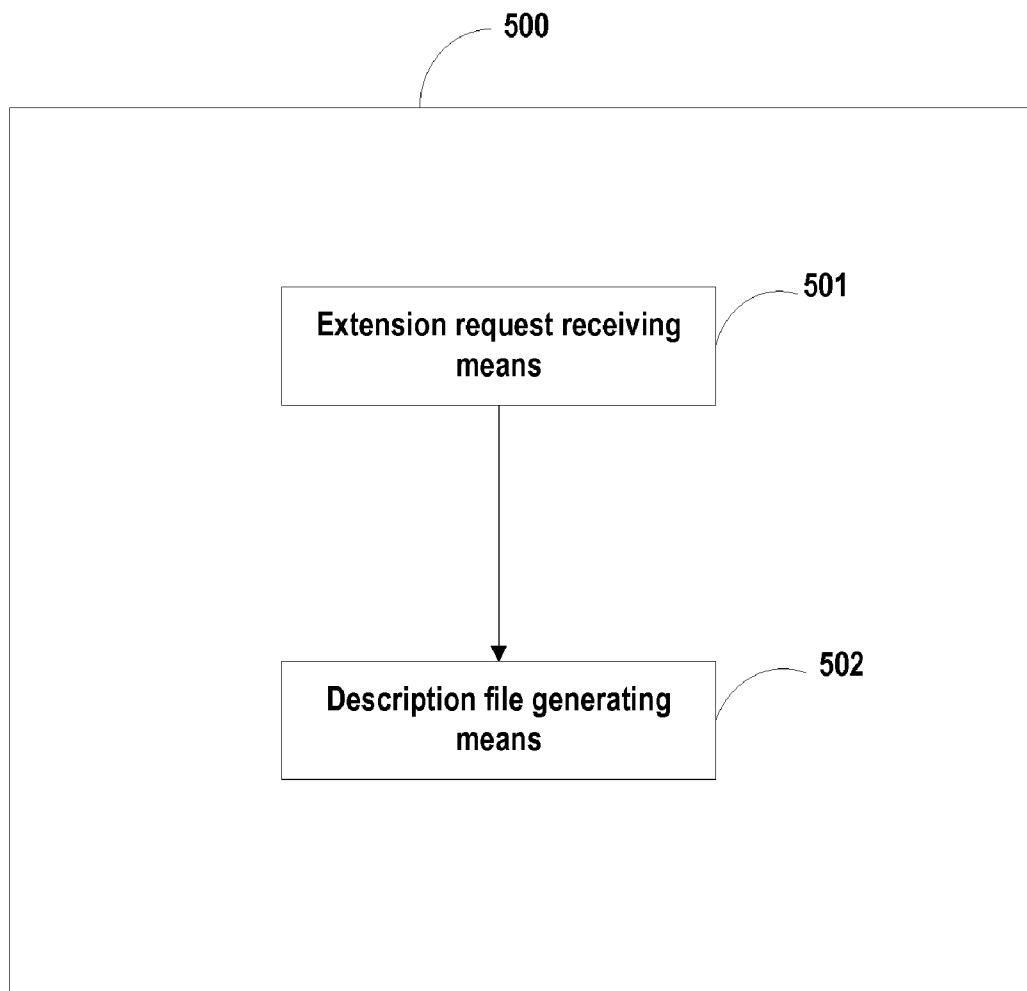 500
501
Extension request receiving
means
502
Description file generating
means